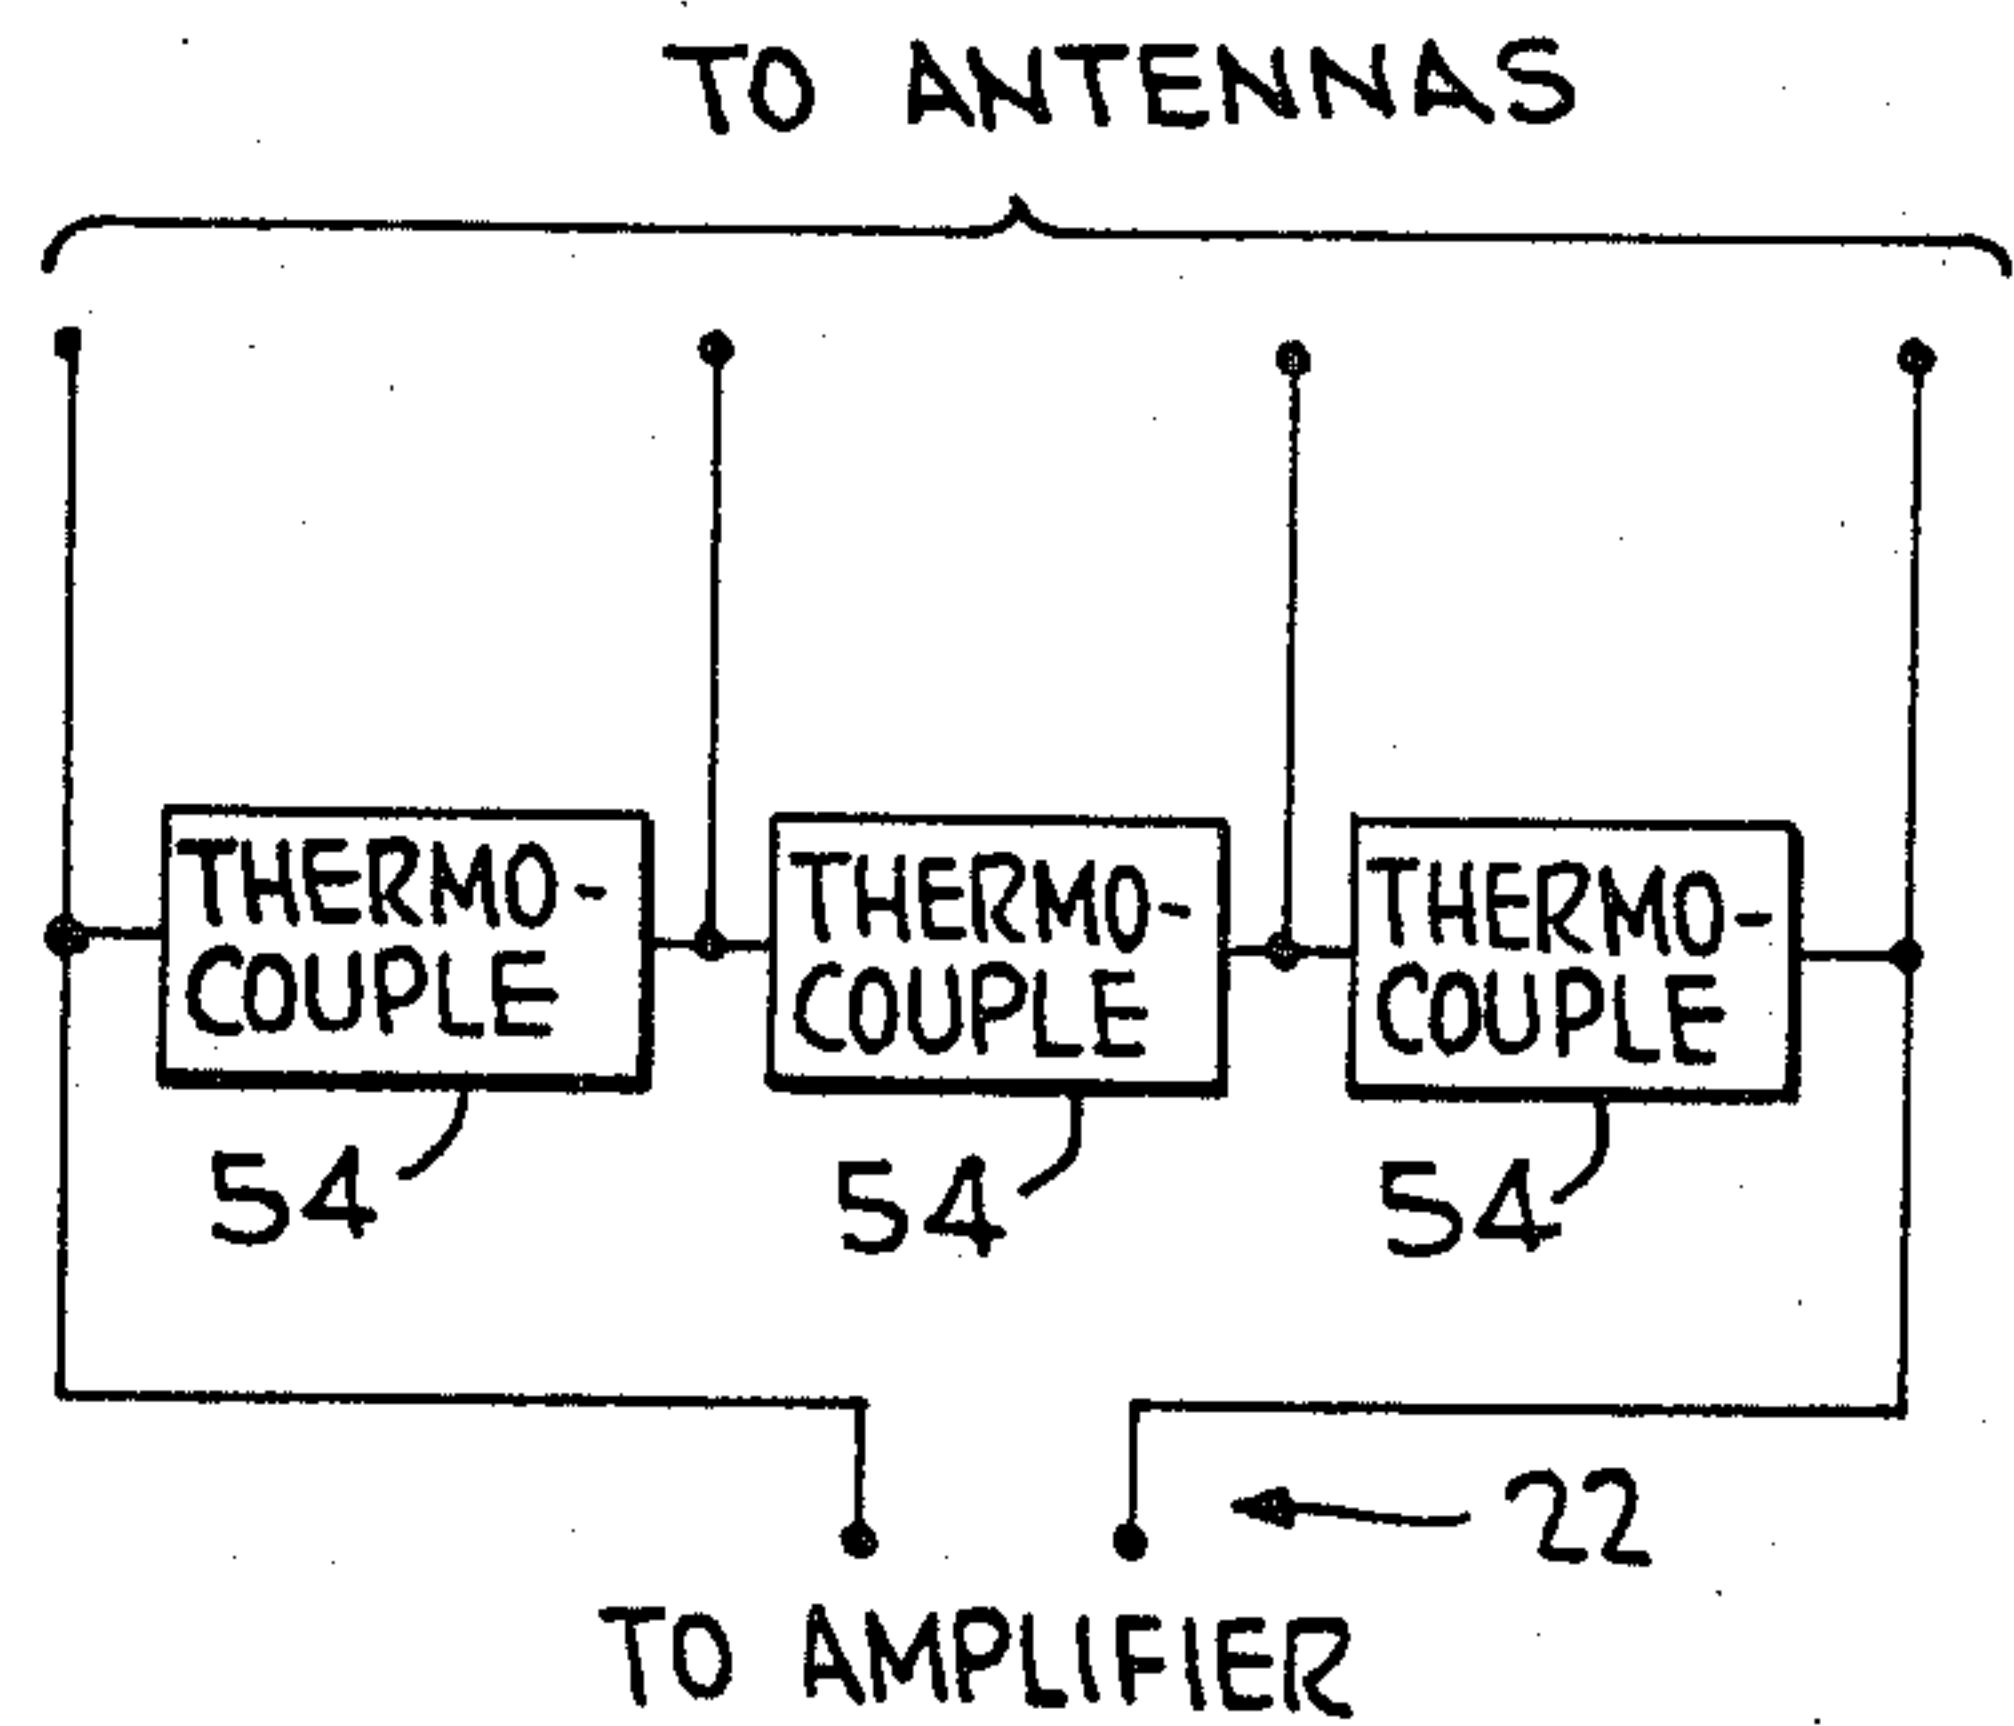 TO ANTENNAS
THERMO-
COUPLE
THERMO-
COUPLE
THERMO-
COUPLE
54
54
54
22
TO AMPLIFIER